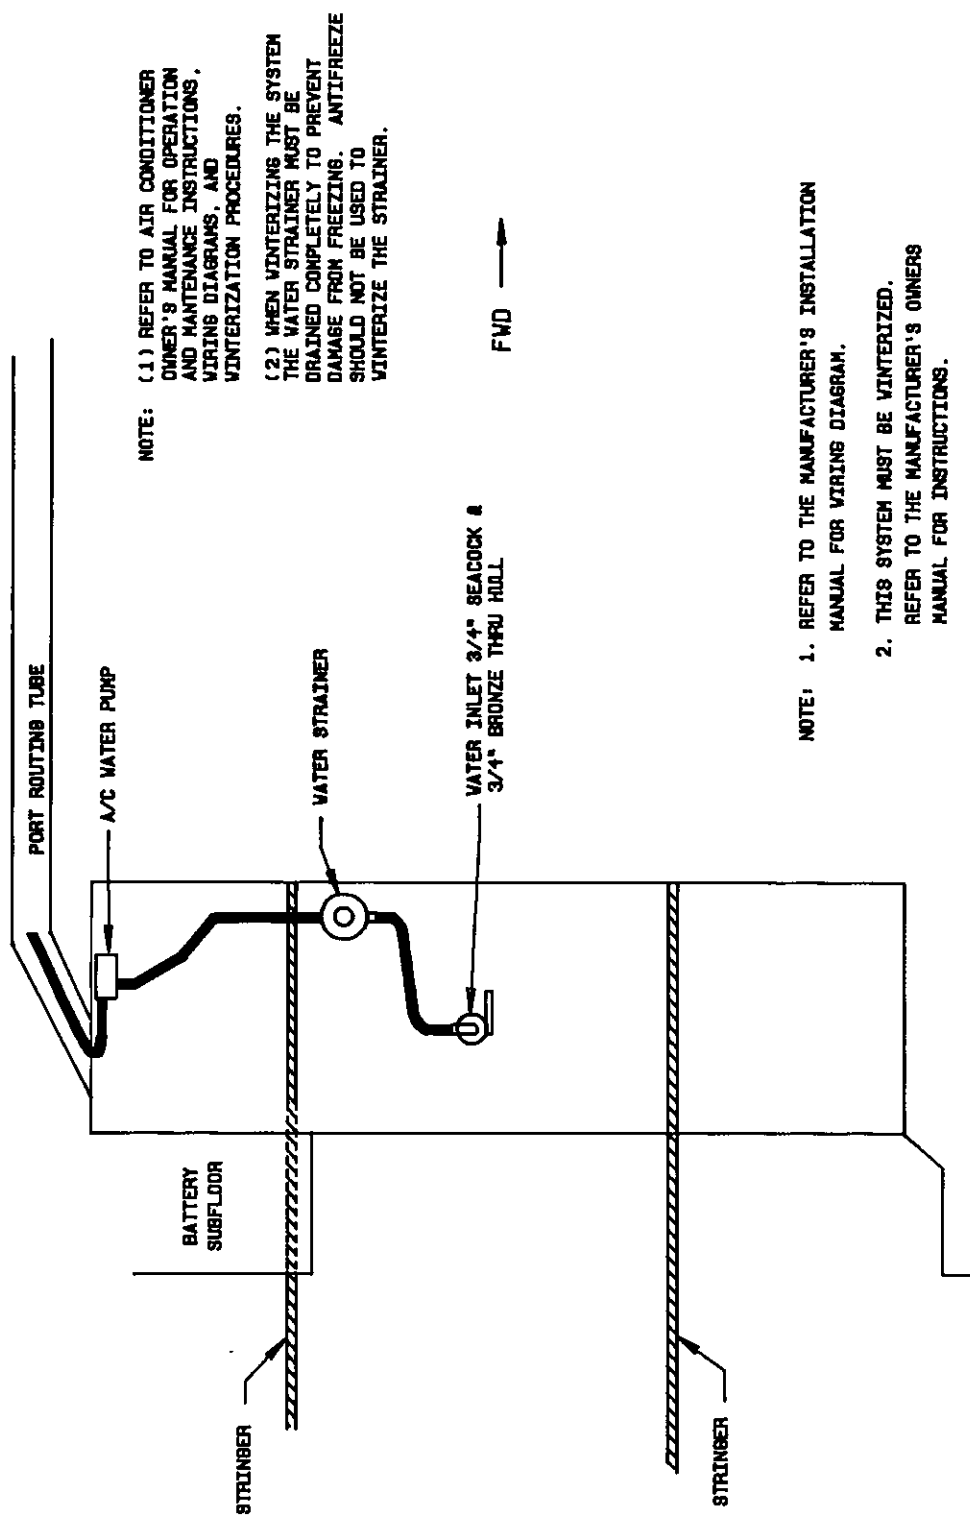 PORT ROUTING TUBE
A/C WATER PUMP
NOTE: (1) REFER TO AIR CONDITIONER
OWNER'S MANUAL FOR OPERATION
AND MANTENANCE INSTRUCTIONS,
WIRING DIAGRAMS, AND
WINTERIZATION PROCEDURES.
(2) WHEN WINTERIZING THE SYSTEM
THE WATER STRAINER MUST BE
DRAINED COMPLETELY TO PREVENT
DAMAGE FROM FREEZING. ANTIFREEZE
SHOULD NOT BE USED TO
WINTERIZE THE STRAINER.
BATTERY
SUBFLOOR
WATER STRAINER
STRINGER
WATER INLET 3/4" SEACOCK &
3/4" BRONZE THRU HULL
FWD
STRINGER
NOTE: 1. REFER TO THE MANUFACTURER'S INSTALLATION
MANUAL FOR WIRING DIAGRAM.
2. THIS SYSTEM MUST BE WINTERIZED.
REFER TO THE MANUFACTURER'S OWNERS
MANUAL FOR INSTRUCTIONS.